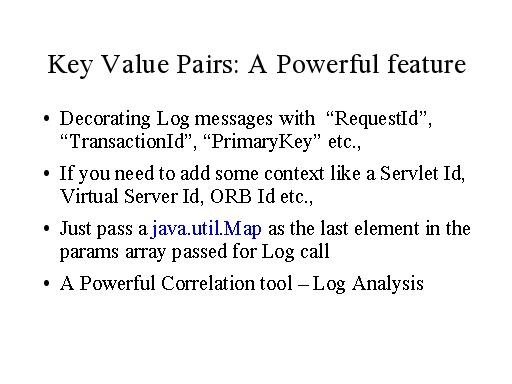 Key Value Pairs: A Powerful feature
• Decorating Log messages with “RequestId”,
“TransactionId”, “PrimaryKey” etc.,
• If you need to add some context like a Servlet Id,
Virtual Server Id, ORB Id etc.,
• Just pass a java.util.Map as the last element in the
params array passed for Log call
• A Powerful Correlation tool – Log Analysis